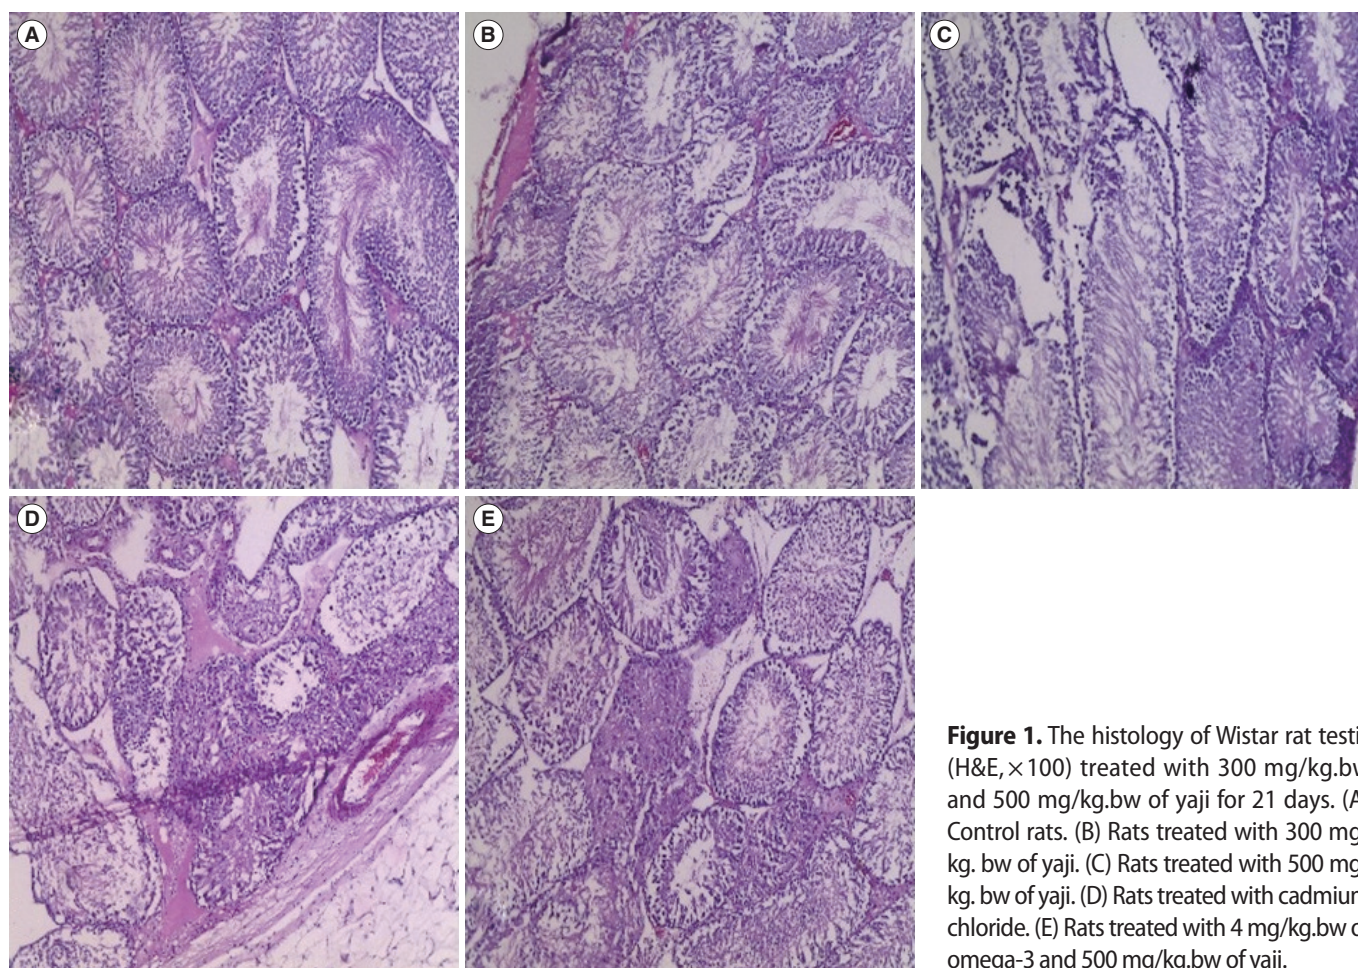 A
B
C
D
E
Figure 1. The histology of Wistar rat testi
(H&E, ×100) treated with 300 mg/kg.bw
and 500 mg/kg.bw of yaji for 21 days. (A
Control rats. (B) Rats treated with 300 mg
kg. bw of yaji. (C) Rats treated with 500 mg
kg. bw of yaji. (D) Rats treated with cadmium
chloride. (E) Rats treated with 4 mg/kg.bw o
omega-3 and 500 mg/kg.bw of yaji.